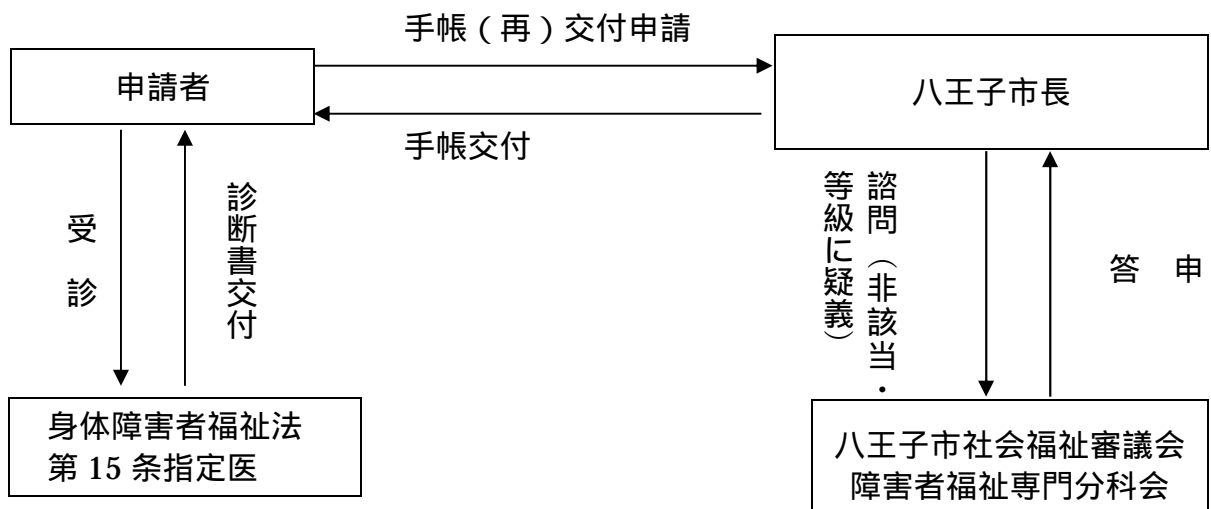 手帳（再）交付申請
申請者
八王子市長
手帳交付
受診
診断書交付
諮問（非該当・
等級に疑義）
答申
身体障害者福祉法
第15条指定医
八王子市社会福祉審議会
障害者福祉専門分科会